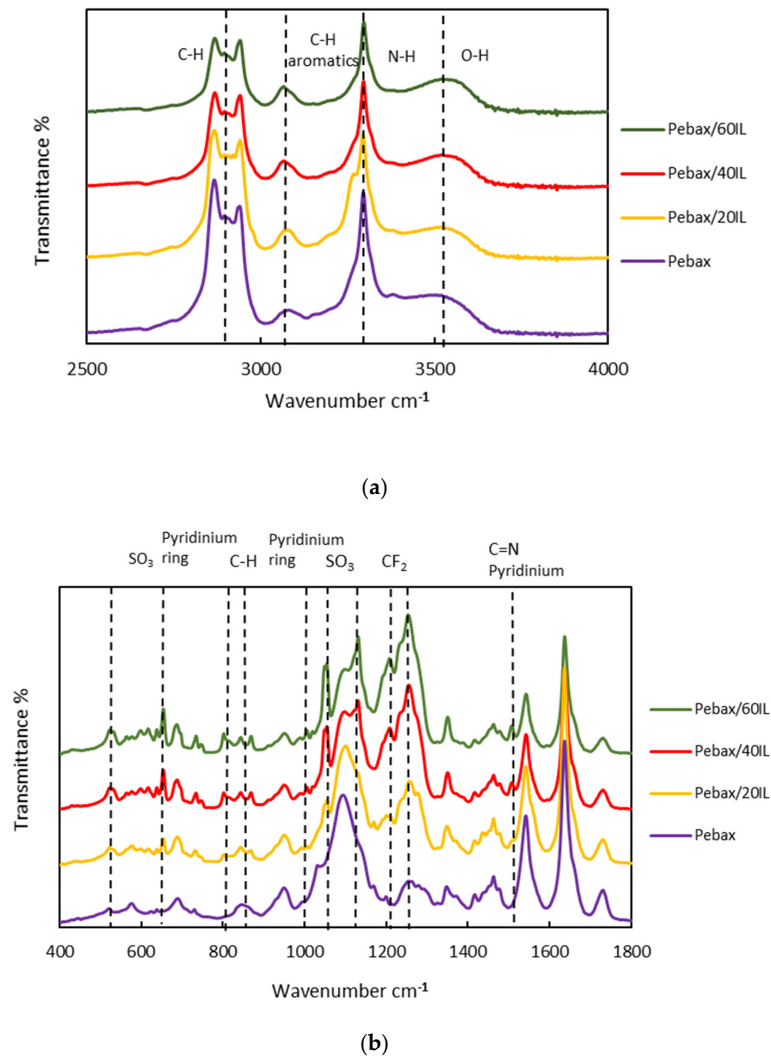 C-H
C-H
aromatics
N-H
O-H
Transmittance %
Pebax/60IL
Pebax/40IL
Pebax/20IL
Pebax
2500
3000
3500
4000
Wavenumber cm-1
(a)
SO3
Pyridinium
ring
C-H
Pyridinium
ring
SO3
CF2
C=N
Pyridinium
Transmittance %
Pebax/60IL
Pebax/40IL
Pebax/20IL
Pebax
400
600
800
1000
1200
1400
1600
1800
Wavenumber cm-1
(b)